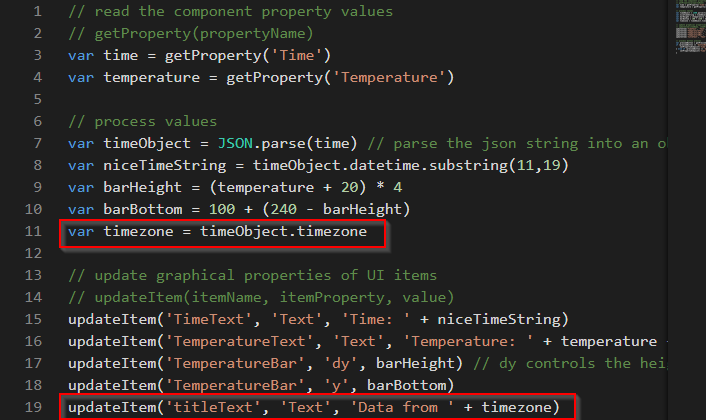 1 // read the component property values
2 // getProperty(propertyName)
3 var time = getProperty('Time')
4 var temperature = getProperty('Temperature')
5
6 // process values
7 var timeObject = JSON.parse(time) // parse the json string into an
8 var niceTimeString = timeObject.datetime.substring(11,19)
9 var barHeight = (temperature + 20) * 4
10 var barBottom = 100 + (240 - barHeight)
11 var timezone = timeObject.timezone
12
13 // update graphical properties of UI items
14 // updateItem(itemName, itemProperty, value)
15 updateItem('TimeText', 'Text', 'Time: ' + niceTimeString)
16 updateItem('TemperatureText', 'Text', 'Temperature: ' + temperature
17 updateItem('TemperatureBar', 'dy', barHeight) // dy controls the
18 updateItem('TemperatureBar', 'y', barBottom)
19 updateItem('titleText', 'Text', 'Data from ' + timezone)